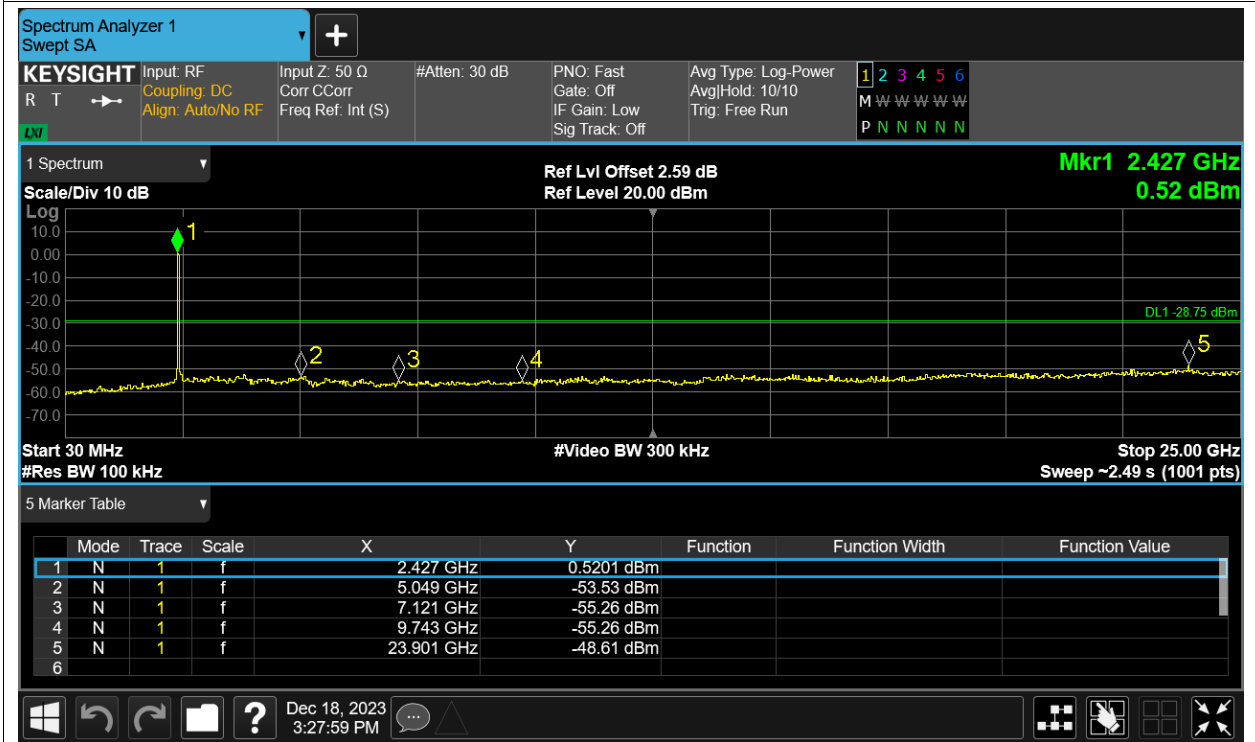 Spectrum Analyzer 1
Swept SA
+
KEYSIGHT Input: RF Input Z: 50 Ω #Atten: 30 dB PNO: Fast Avg Type: Log-Power 1 2 3 4 5 6
R T Coupling: DC Corr CCorr Gate: Off Avg|Hold: 10/10 M W W W W W
Align: Auto/No RF Freq Ref: Int (S) IF Gain: Low Trig: Free Run
LXI Sig Track: Off P N N N N N
1 Spectrum Ref Lvl Offset 2.59 dB Mkr1 2.427 GHz
Scale/Div 10 dB Ref Level 20.00 dBm 0.52 dBm
Log
10.0 1
0.00
-10.0
-20.0
DL1 -28.75 dBm
-30.0
-40.0 2 3 4 5
-50.0
-60.0
-70.0
Start 30 MHz #Video BW 300 kHz Stop 25.00 GHz
#Res BW 100 kHz Sweep ~2.49 s (1001 pts)
5 Marker Table
Mode Trace Scale X Y Function Function Width Function Value
1 N 1 f 2.427 GHz 0.5201 dBm
2 N 1 f 5.049 GHz -53.53 dBm
3 N 1 f 7.121 GHz -55.26 dBm
4 N 1 f 9.743 GHz -55.26 dBm
5 N 1 f 23.901 GHz -48.61 dBm
6
? Dec 18, 2023
3:27:59 PM